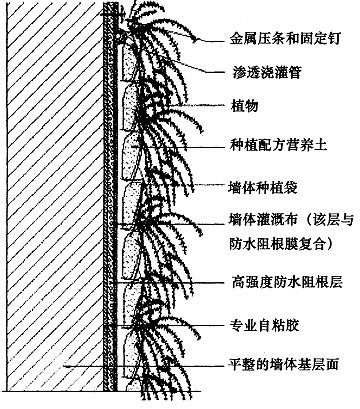 金属压条和固定钉
渗透浇灌管
植物
种植配方营养土
墙体种植袋
墙体灌溉布（该层与
防水阻根膜复合）
高强度防水阻根层
专业自粘胶
平整的墙体基层面